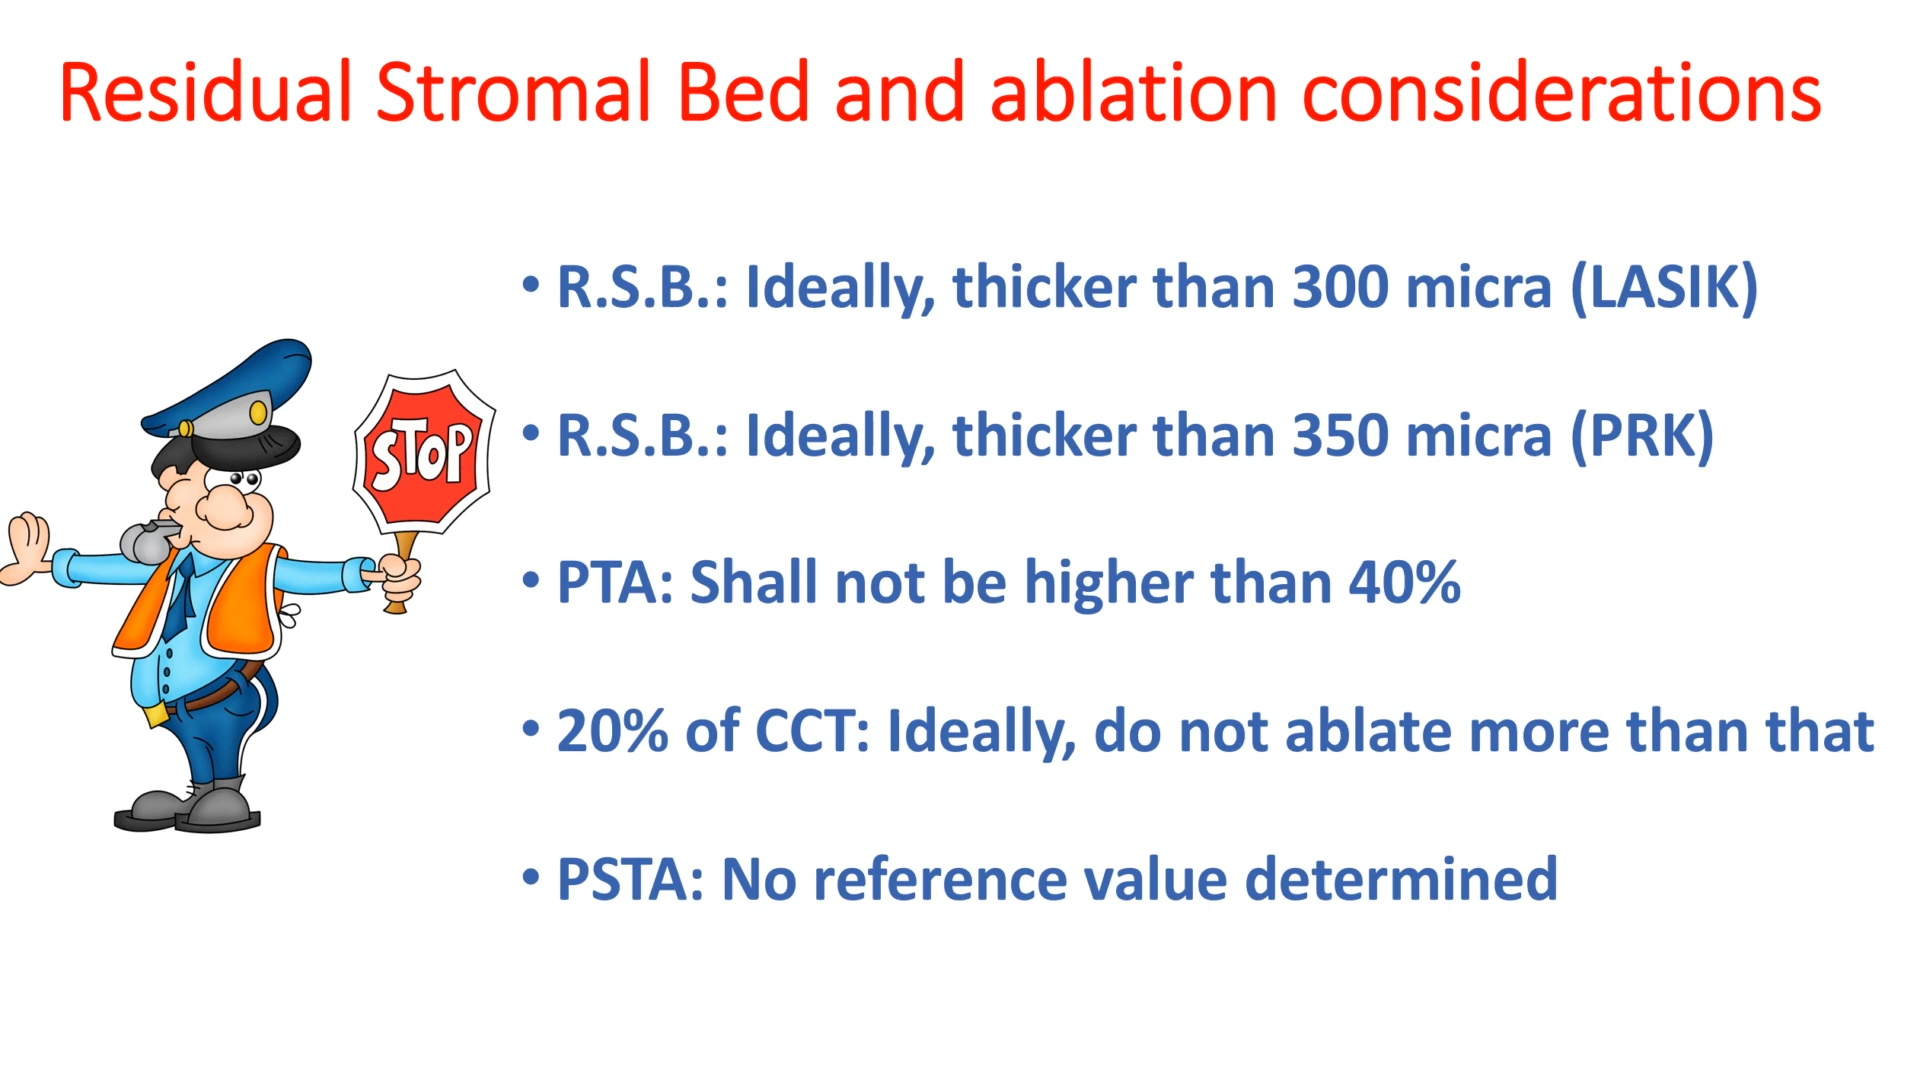 Residual Stromal Bed and ablation considerations
• R.S.B.: Ideally, thicker than 300 micra (LASIK)
• R.S.B.: Ideally, thicker than 350 micra (PRK)
STOP
• PTA: Shall not be higher than 40%
• 20% of CCT: Ideally, do not ablate more than that
• PSTA: No reference value determined